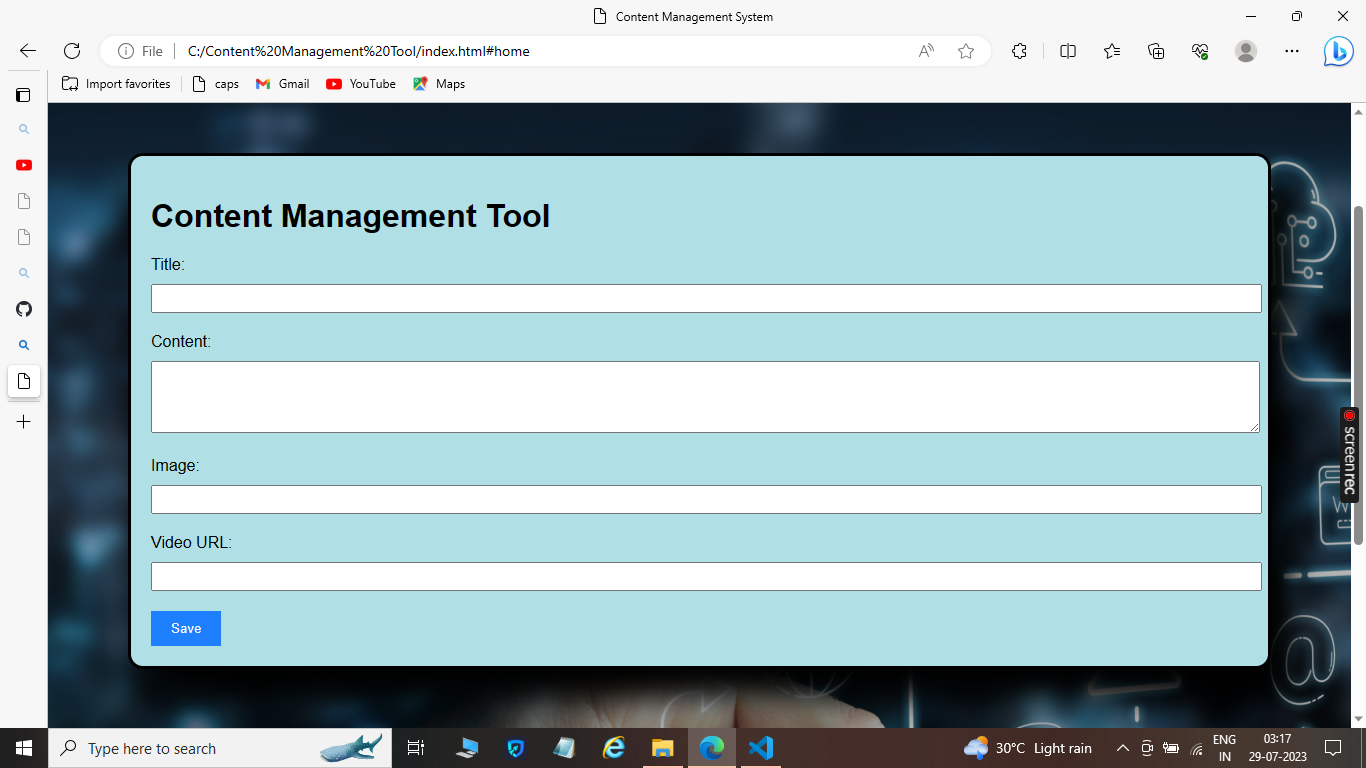 Content Management System
File
C:/Content%20Management%20Tool/index.html#home
Import favorites
caps
Gmail
YouTube
Maps
Content Management Tool
Title:
Content:
Image:
Video URL:
Save
screenrec
Type here to search
30°C Light rain
ENG
IN
03:17
29-07-2023